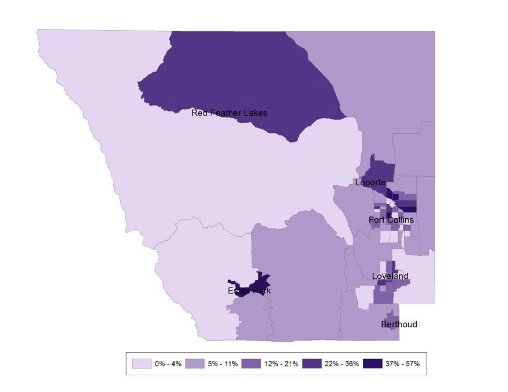 Red Feather Lakes
Laporte
Fort Collins
Loveland
Estes Park
Berthoud
0% - 4%
5% - 11%
12% - 21%
22% - 36%
37% - 57%